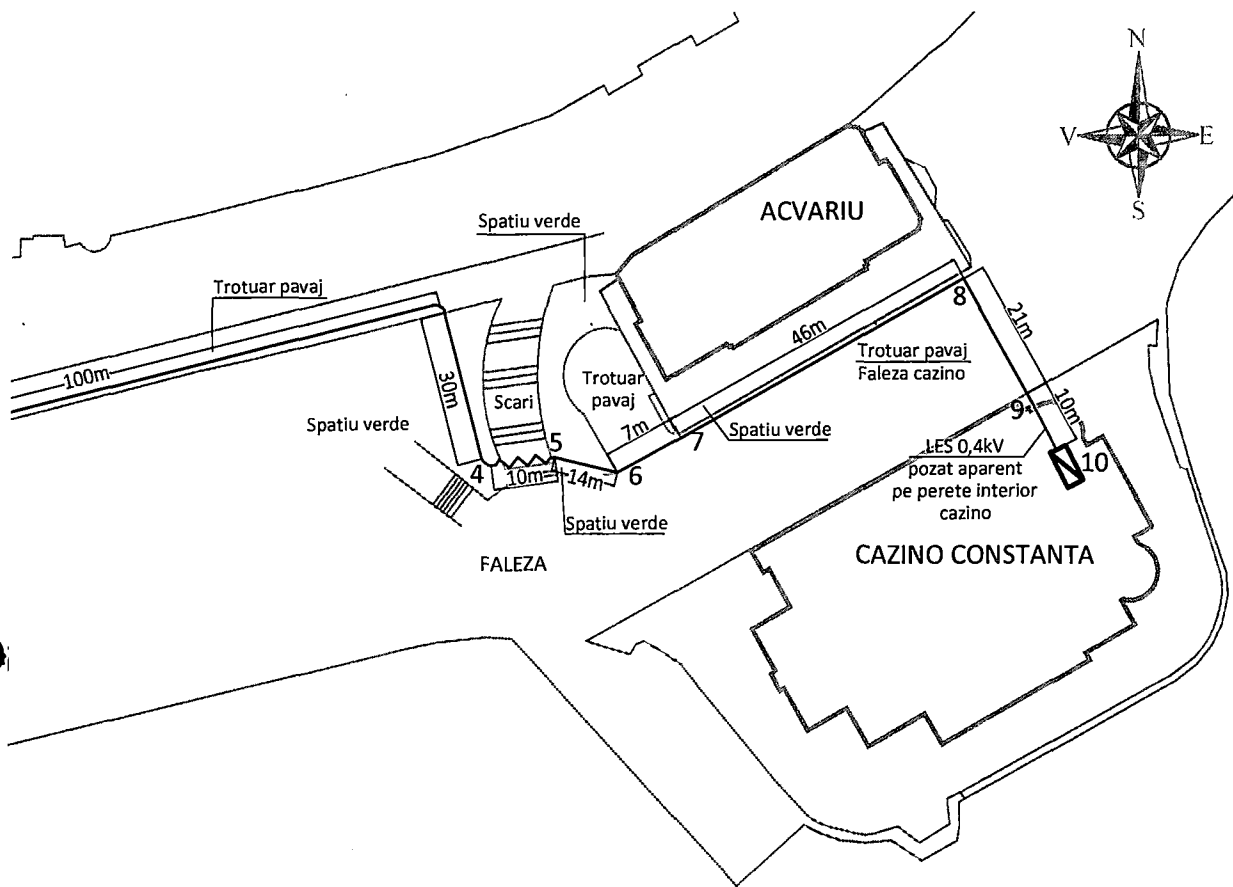 N
V
E
S
ACVARIU
Spatiu verde
Trotuar pavaj
8
46m
21m
100m
30m
Trotuar pavaj
Faleza cazino
Trotuar
pavaj
Scari
10m
9
Spatiu verde
7m
5
7
Spatiu verde
LES 0,4kV
pozat aparent
pe perete interior
cazino
10
4
10m
14m
6
Spatiu verde
FALEZA
CAZINO CONSTANTA